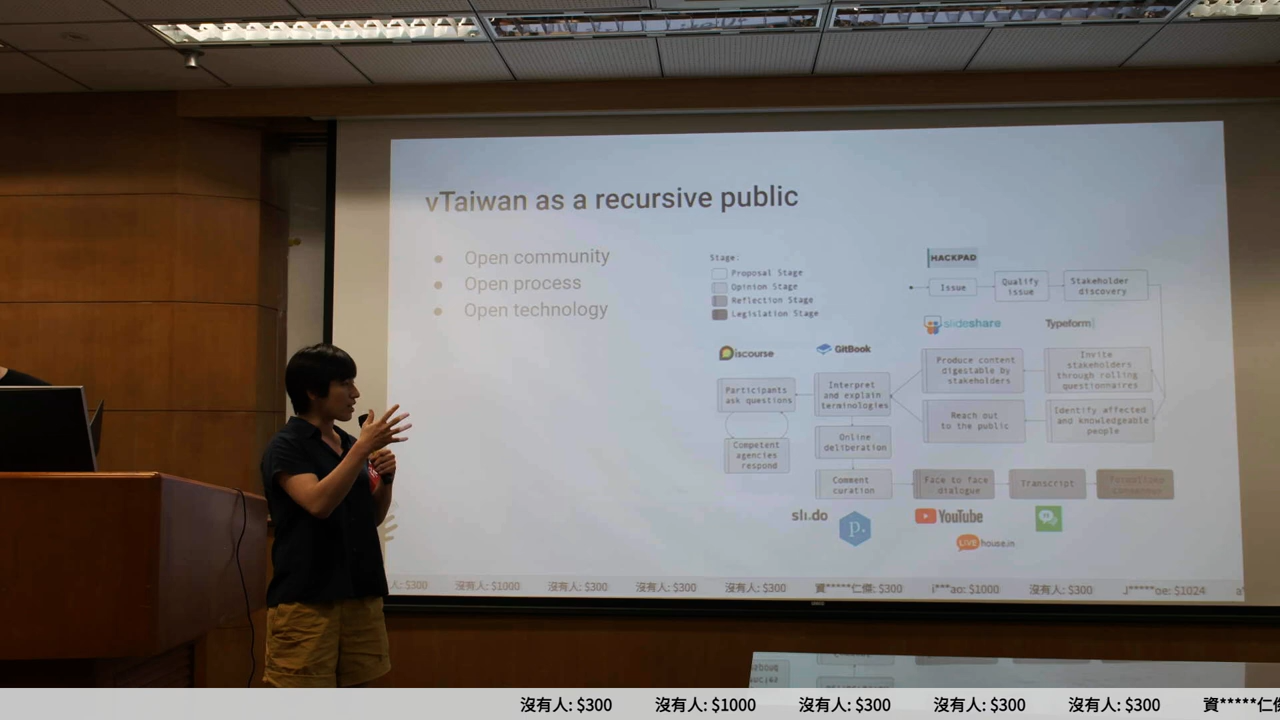 vTaiwan as a recursive public
● Open community
● Open process
● Open technology
Stage:
Proposal Stage
Opinion Stage
Reflection Stage
Legislation Stage
HACKPAD
Issue
Qualify
issue
Stakeholder
discovery
slideshare
Typeform
Discourse
GitBook
Participants
ask questions
Interpret
and explain
terminologies
Produce content
digestable by
stakeholders
Invite
stakeholders
through rolling
questionnaires
Reach out
to the public
Identify affected
and knowledgeable
people
Competent
agencies
respond
Online
deliberation
Comment
curation
Face to face
dialogue
Transcript
sli.do
p.
YouTube
LIVE house.in
人: $300 沒有人: $1000 沒有人: $300 沒有人: $300 沒有人: $300 資*****仁傑: $300 i***ao: $1000 沒有人: $300 J*****oe: $1024
沒有人: $300 沒有人: $1000 沒有人: $300 沒有人: $300 沒有人: $300 資*****仁